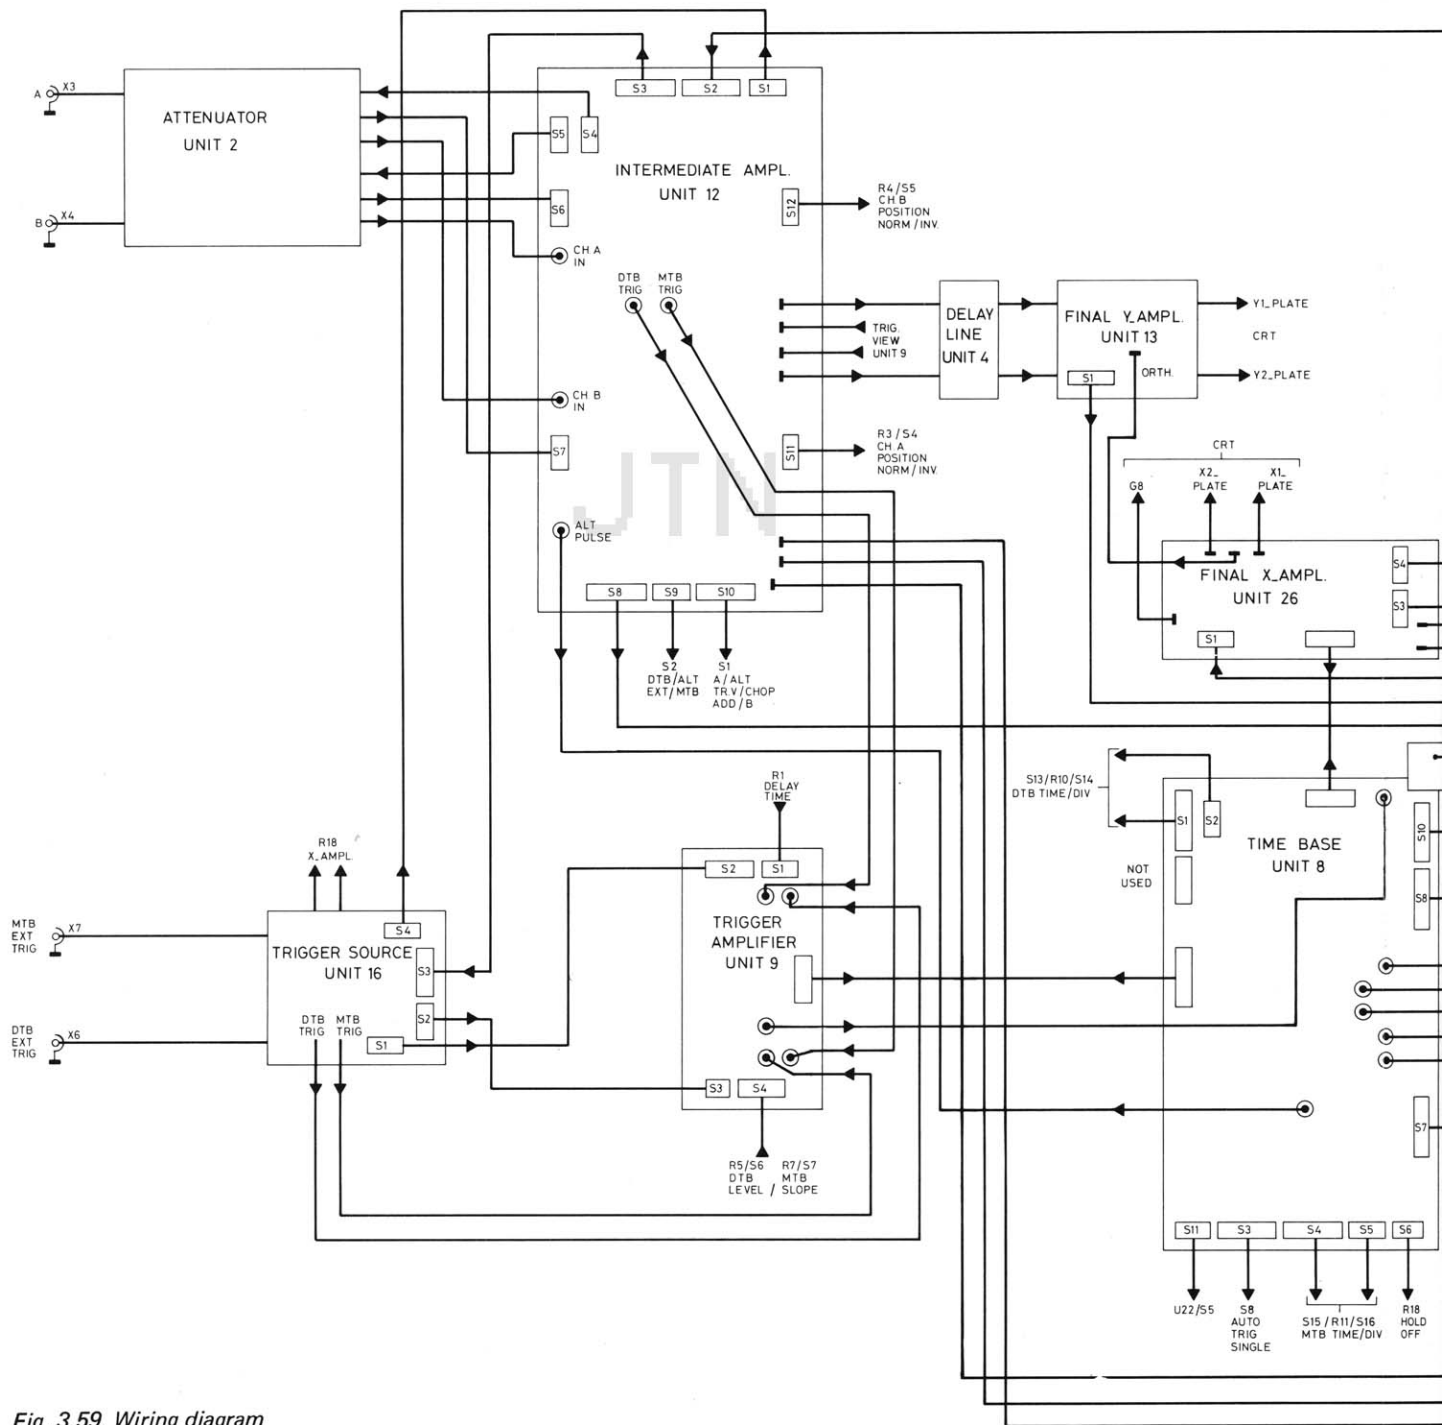 A
X3
ATTENUATOR
UNIT 2
B
X4
S3
S2
S1
S5
S4
INTERMEDIATE AMPL.
UNIT 12
S6
S12
R4/S5
CH.B
POSITION
NORM/INV.
CH.A
IN
DTB
TRIG
MTB
TRIG
TRIG.
VIEW
UNIT 9
DELAY
LINE
UNIT 4
FINAL Y_AMPL.
UNIT 13
S1
ORTH.
Y1_PLATE
CRT
Y2_PLATE
CH.B
IN
S7
S11
R3/S4
CH.A
POSITION
NORM/INV.
JTN
ALT
PULSE
S8
S9
S10
S2
DTB/ALT
EXT/MTB
S1
A/ALT
TR.V/CHOP
ADD/B
CRT
G8
X2_
PLATE
X1_
PLATE
FINAL X_AMPL.
UNIT 26
S4
S3
S1
S13/R10/S14
DTB TIME/DIV
S1
S2
NOT
USED
TIME BASE
UNIT 8
S10
S8
S7
S11
S3
S4
S5
S6
U22/S5
S8
AUTO
TRIG
SINGLE
S15/R11/S16
MTB TIME/DIV
R18
HOLD
OFF
R1
DELAY
TIME
S2
S1
TRIGGER
AMPLIFIER
UNIT 9
S3
S4
R5/S6
DTB
LEVEL /
R7/S7
MTB
SLOPE
R18
X_AMPL.
S4
MTB
EXT
TRIG
X7
TRIGGER SOURCE
UNIT 16
S3
S2
DTB
TRIG
MTB
TRIG
S1
DTB
EXT
TRIG
X6
Fig. 3.59 Wiring diagram